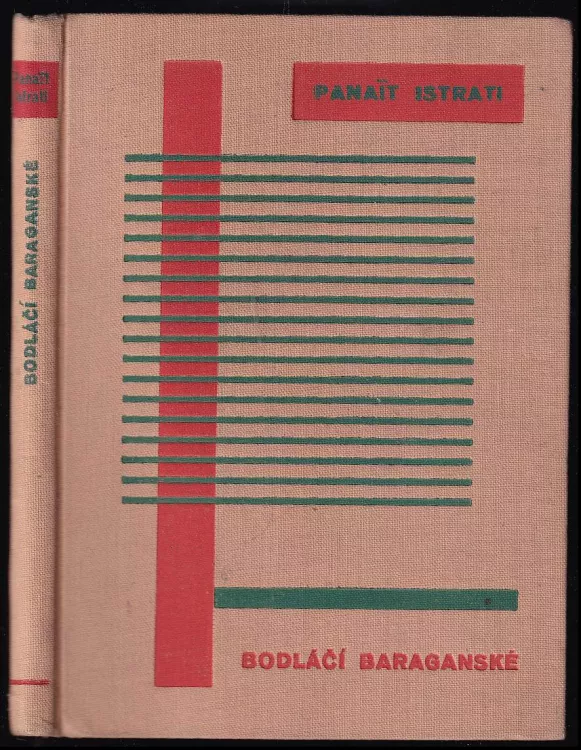 Panaït
Istrati
BODLÁČÍ BARAGANSKÉ
PANAÏT ISTRATI
BODLÁČÍ BARAGANSKÉ